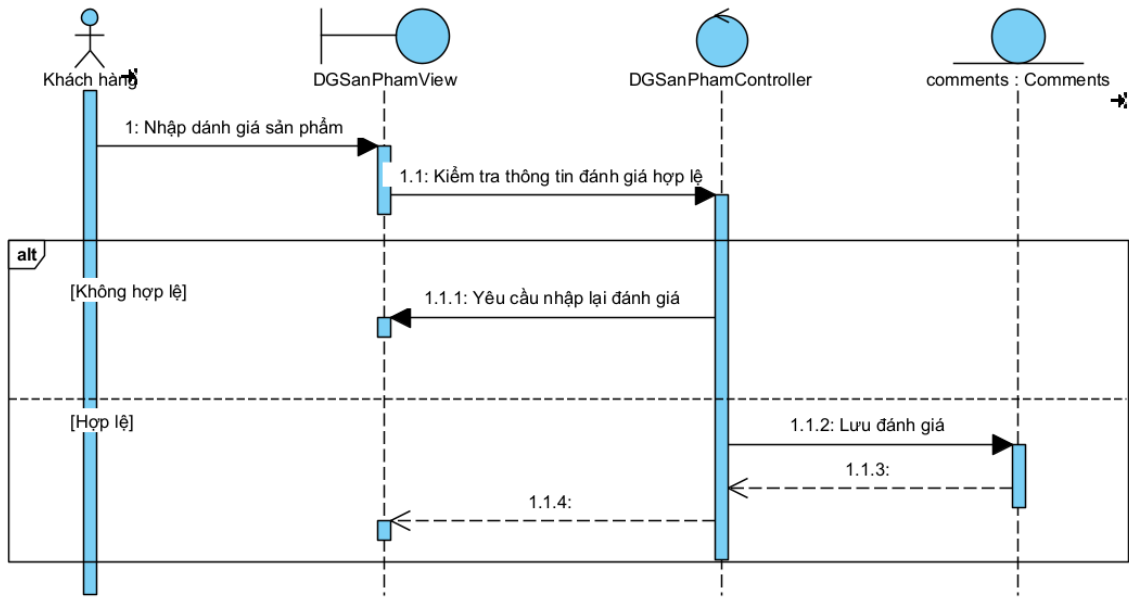 Khách hàng
DGSanPhamView
DGSanPhamController
comments : Comments
1: Nhập dánh giá sản phẩm
1.1: Kiểm tra thông tin đánh giá hợp lệ
alt
[Không hợp lệ]
1.1.1: Yêu cầu nhập lại đánh giá
[Hợp lệ]
1.1.2: Lưu đánh giá
1.1.3:
1.1.4: